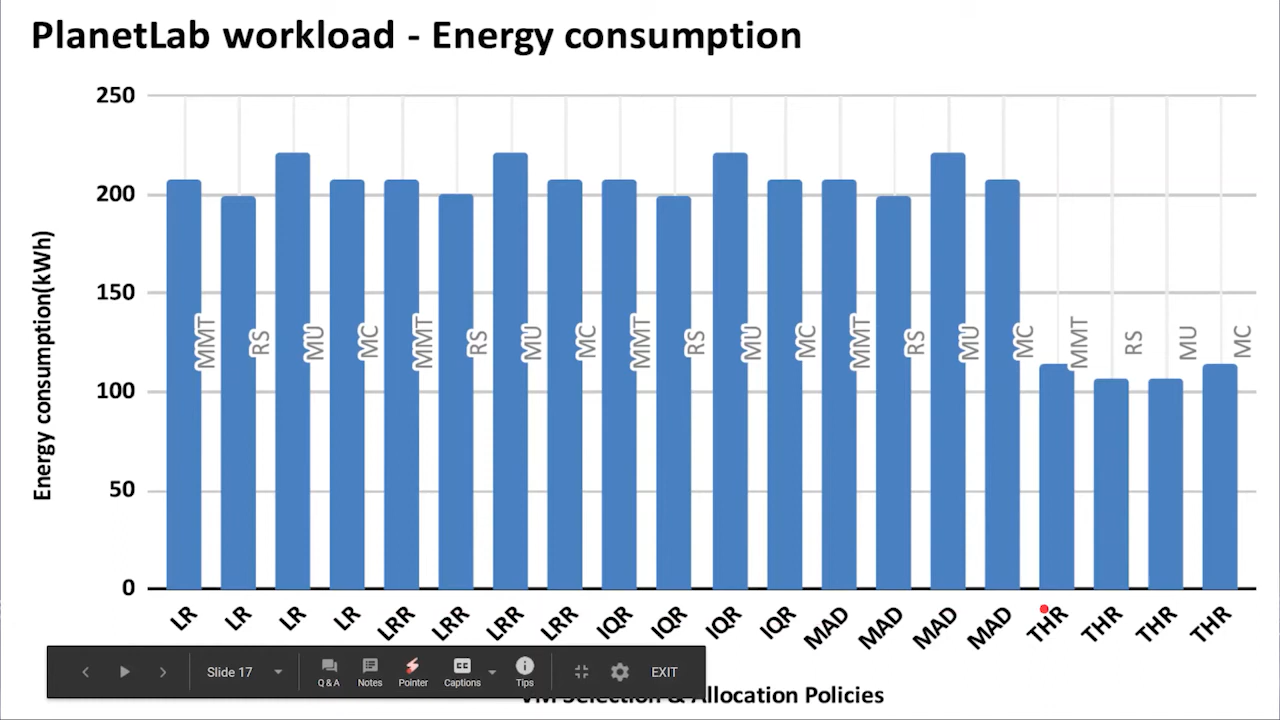 PlanetLab workload - Energy consumption
250
200
150
100
50
0
Energy consumption(kWh)
MMT RS MU MC MMT RS MU MC MMT RS MU MC MMT RS MU MC MMT RS MU MC
LR LR LR LR LRR LRR LRR LRR IQR IQR IQR IQR MAD MAD MAD MAD THR THR THR THR
VM Selection & Allocation Policies
Slide 17
Q & A
Notes
Pointer
CC
Captions
Tips
EXIT